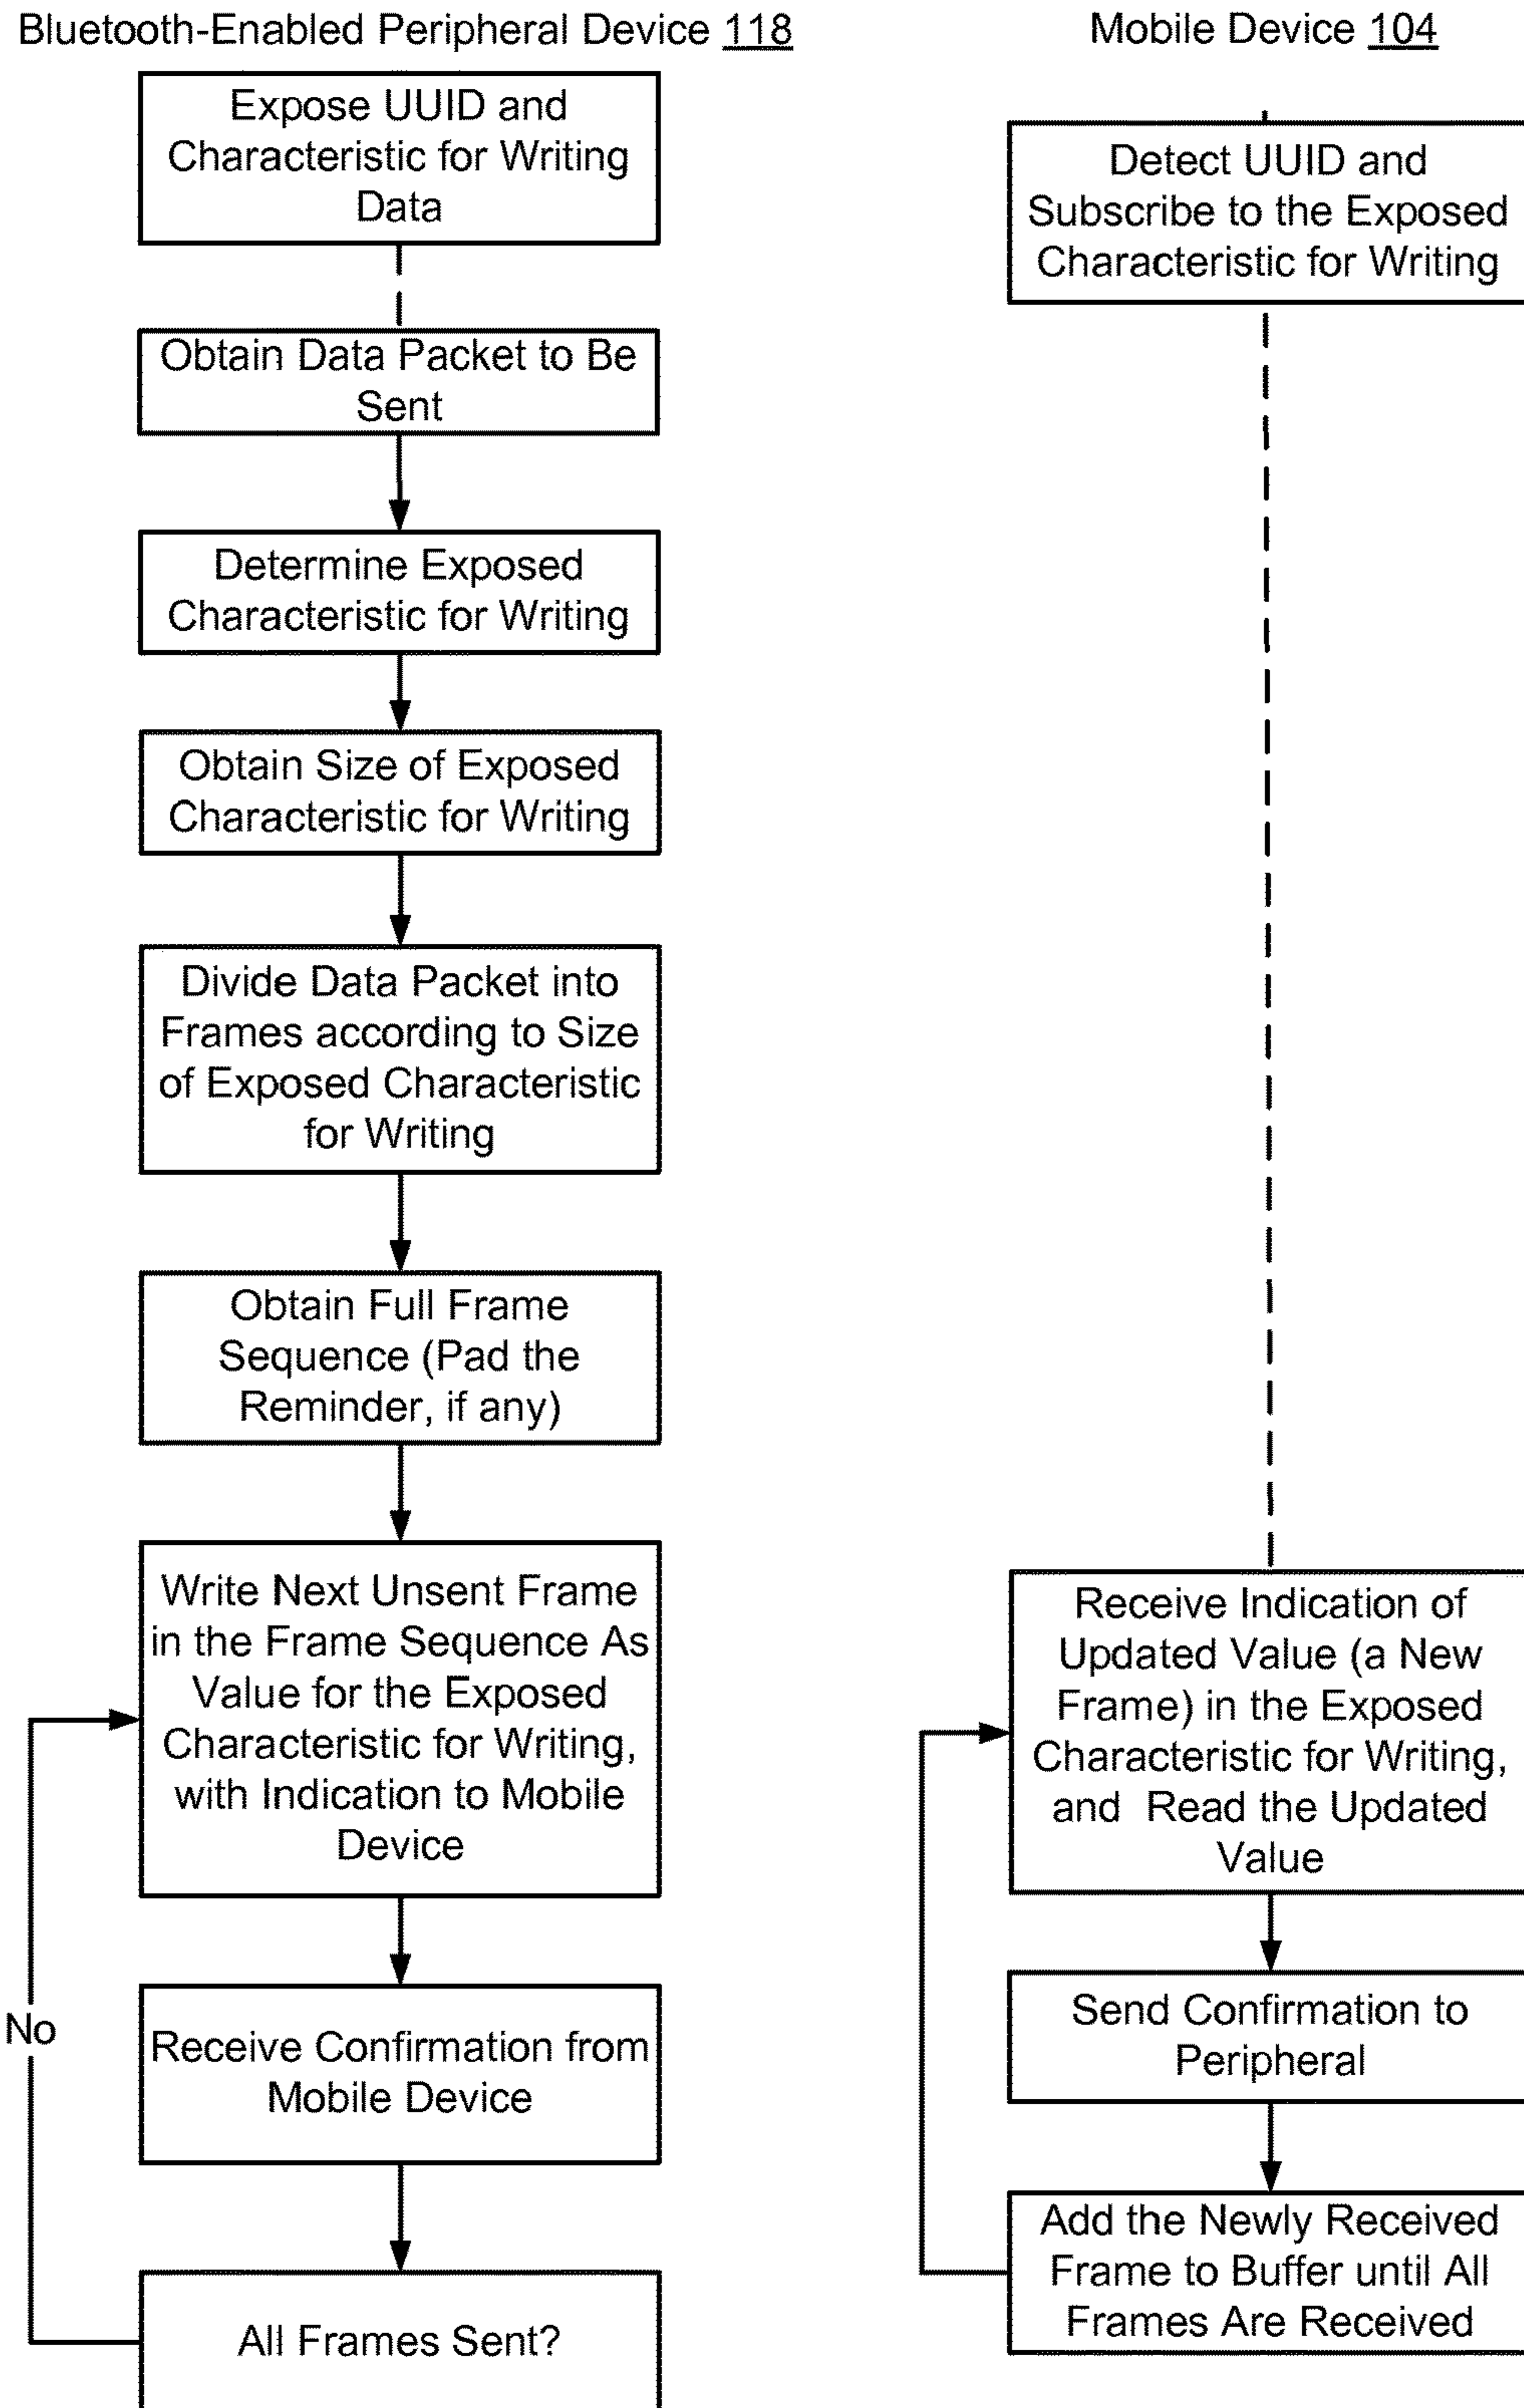 Bluetooth-Enabled Peripheral Device 118
Expose UUID and
Characteristic for Writing
Data
Obtain Data Packet to Be
Sent
Determine Exposed
Characteristic for Writing
Obtain Size of Exposed
Characteristic for Writing
Divide Data Packet into
Frames according to Size
of Exposed Characteristic
for Writing
Obtain Full Frame
Sequence (Pad the
Reminder, if any)
Write Next Unsent Frame
in the Frame Sequence As
Value for the Exposed
Characteristic for Writing,
with Indication to Mobile
Device
Receive Confirmation from
Mobile Device
All Frames Sent?
No
Mobile Device 104
Detect UUID and
Subscribe to the Exposed
Characteristic for Writing
Receive Indication of
Updated Value (a New
Frame) in the Exposed
Characteristic for Writing,
and Read the Updated
Value
Send Confirmation to
Peripheral
Add the Newly Received
Frame to Buffer until All
Frames Are Received